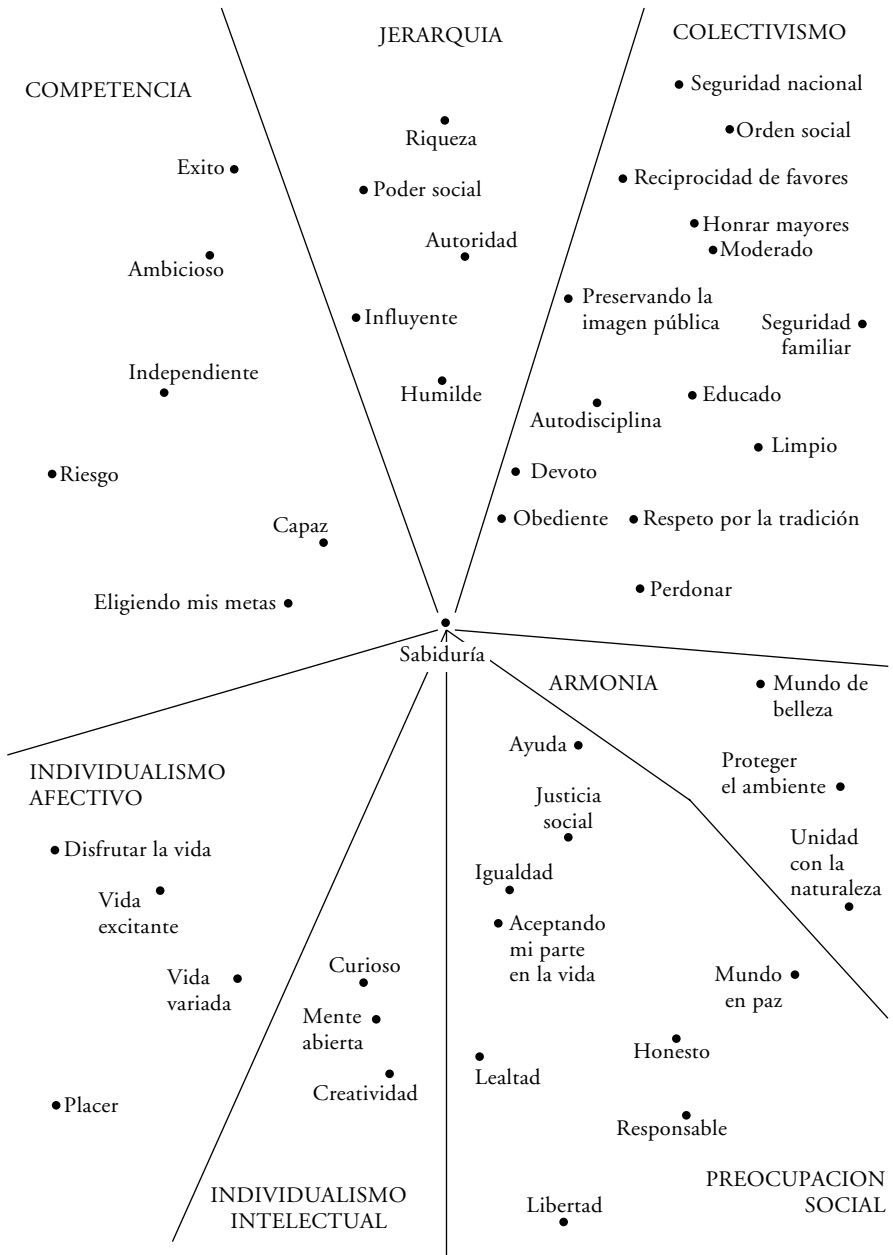 JERARQUIA
COLECTIVISMO
COMPETENCIA
Seguridad nacional
Riqueza
Orden social
Exito
Poder social
Reciprocidad de favores
Autoridad
Honrar mayores
Moderado
Ambicioso
Influyente
Preservando la
imagen pública
Seguridad
familiar
Independiente
Humilde
Educado
Autodisciplina
Limpio
Riesgo
Devoto
Capaz
Obediente
Respeto por la tradición
Eligiendo mis metas
Perdonar
Sabiduría
ARMONIA
Mundo de
belleza
Ayuda
Proteger
el ambiente
INDIVIDUALISMO
AFECTIVO
Justicia
social
Unidad
con la
naturaleza
Disfrutar la vida
Igualdad
Vida
excitante
Aceptando
mi parte
en la vida
Vida
variada
Curioso
Mundo
en paz
Mente
abierta
Honesto
Lealtad
Creatividad
Placer
Responsable
INDIVIDUALISMO
INTELECTUAL
PREOCUPACION
SOCIAL
Libertad